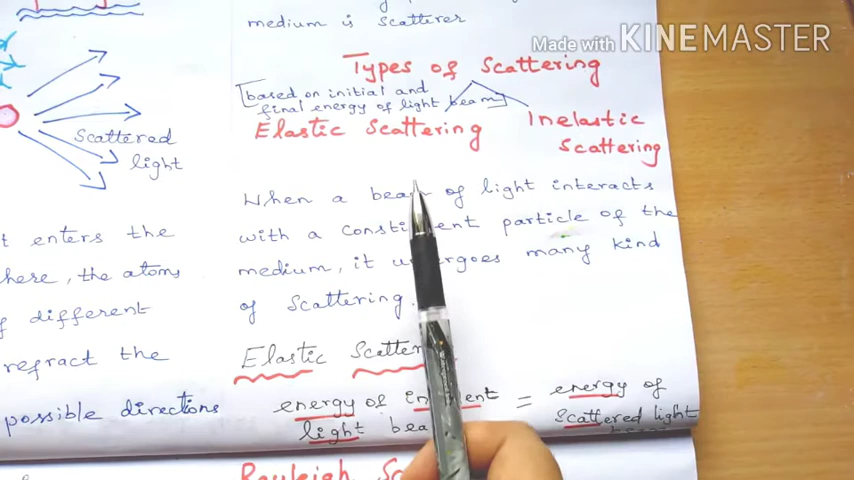 medium is scatterer
Made with KINEMASTER
Types of Scattering
based on initial and
final energy of light beam
Elastic Scattering
Inelastic
Scattering
Scattered
light
When a beam of light interacts
with a constituent particle of the
medium, it undergoes many kind
of Scattering.
Elastic Scattering
energy of incident = energy of
light beam scattered light
Rayleigh
t enters the
here, the atoms
f different
refract the
possible directions